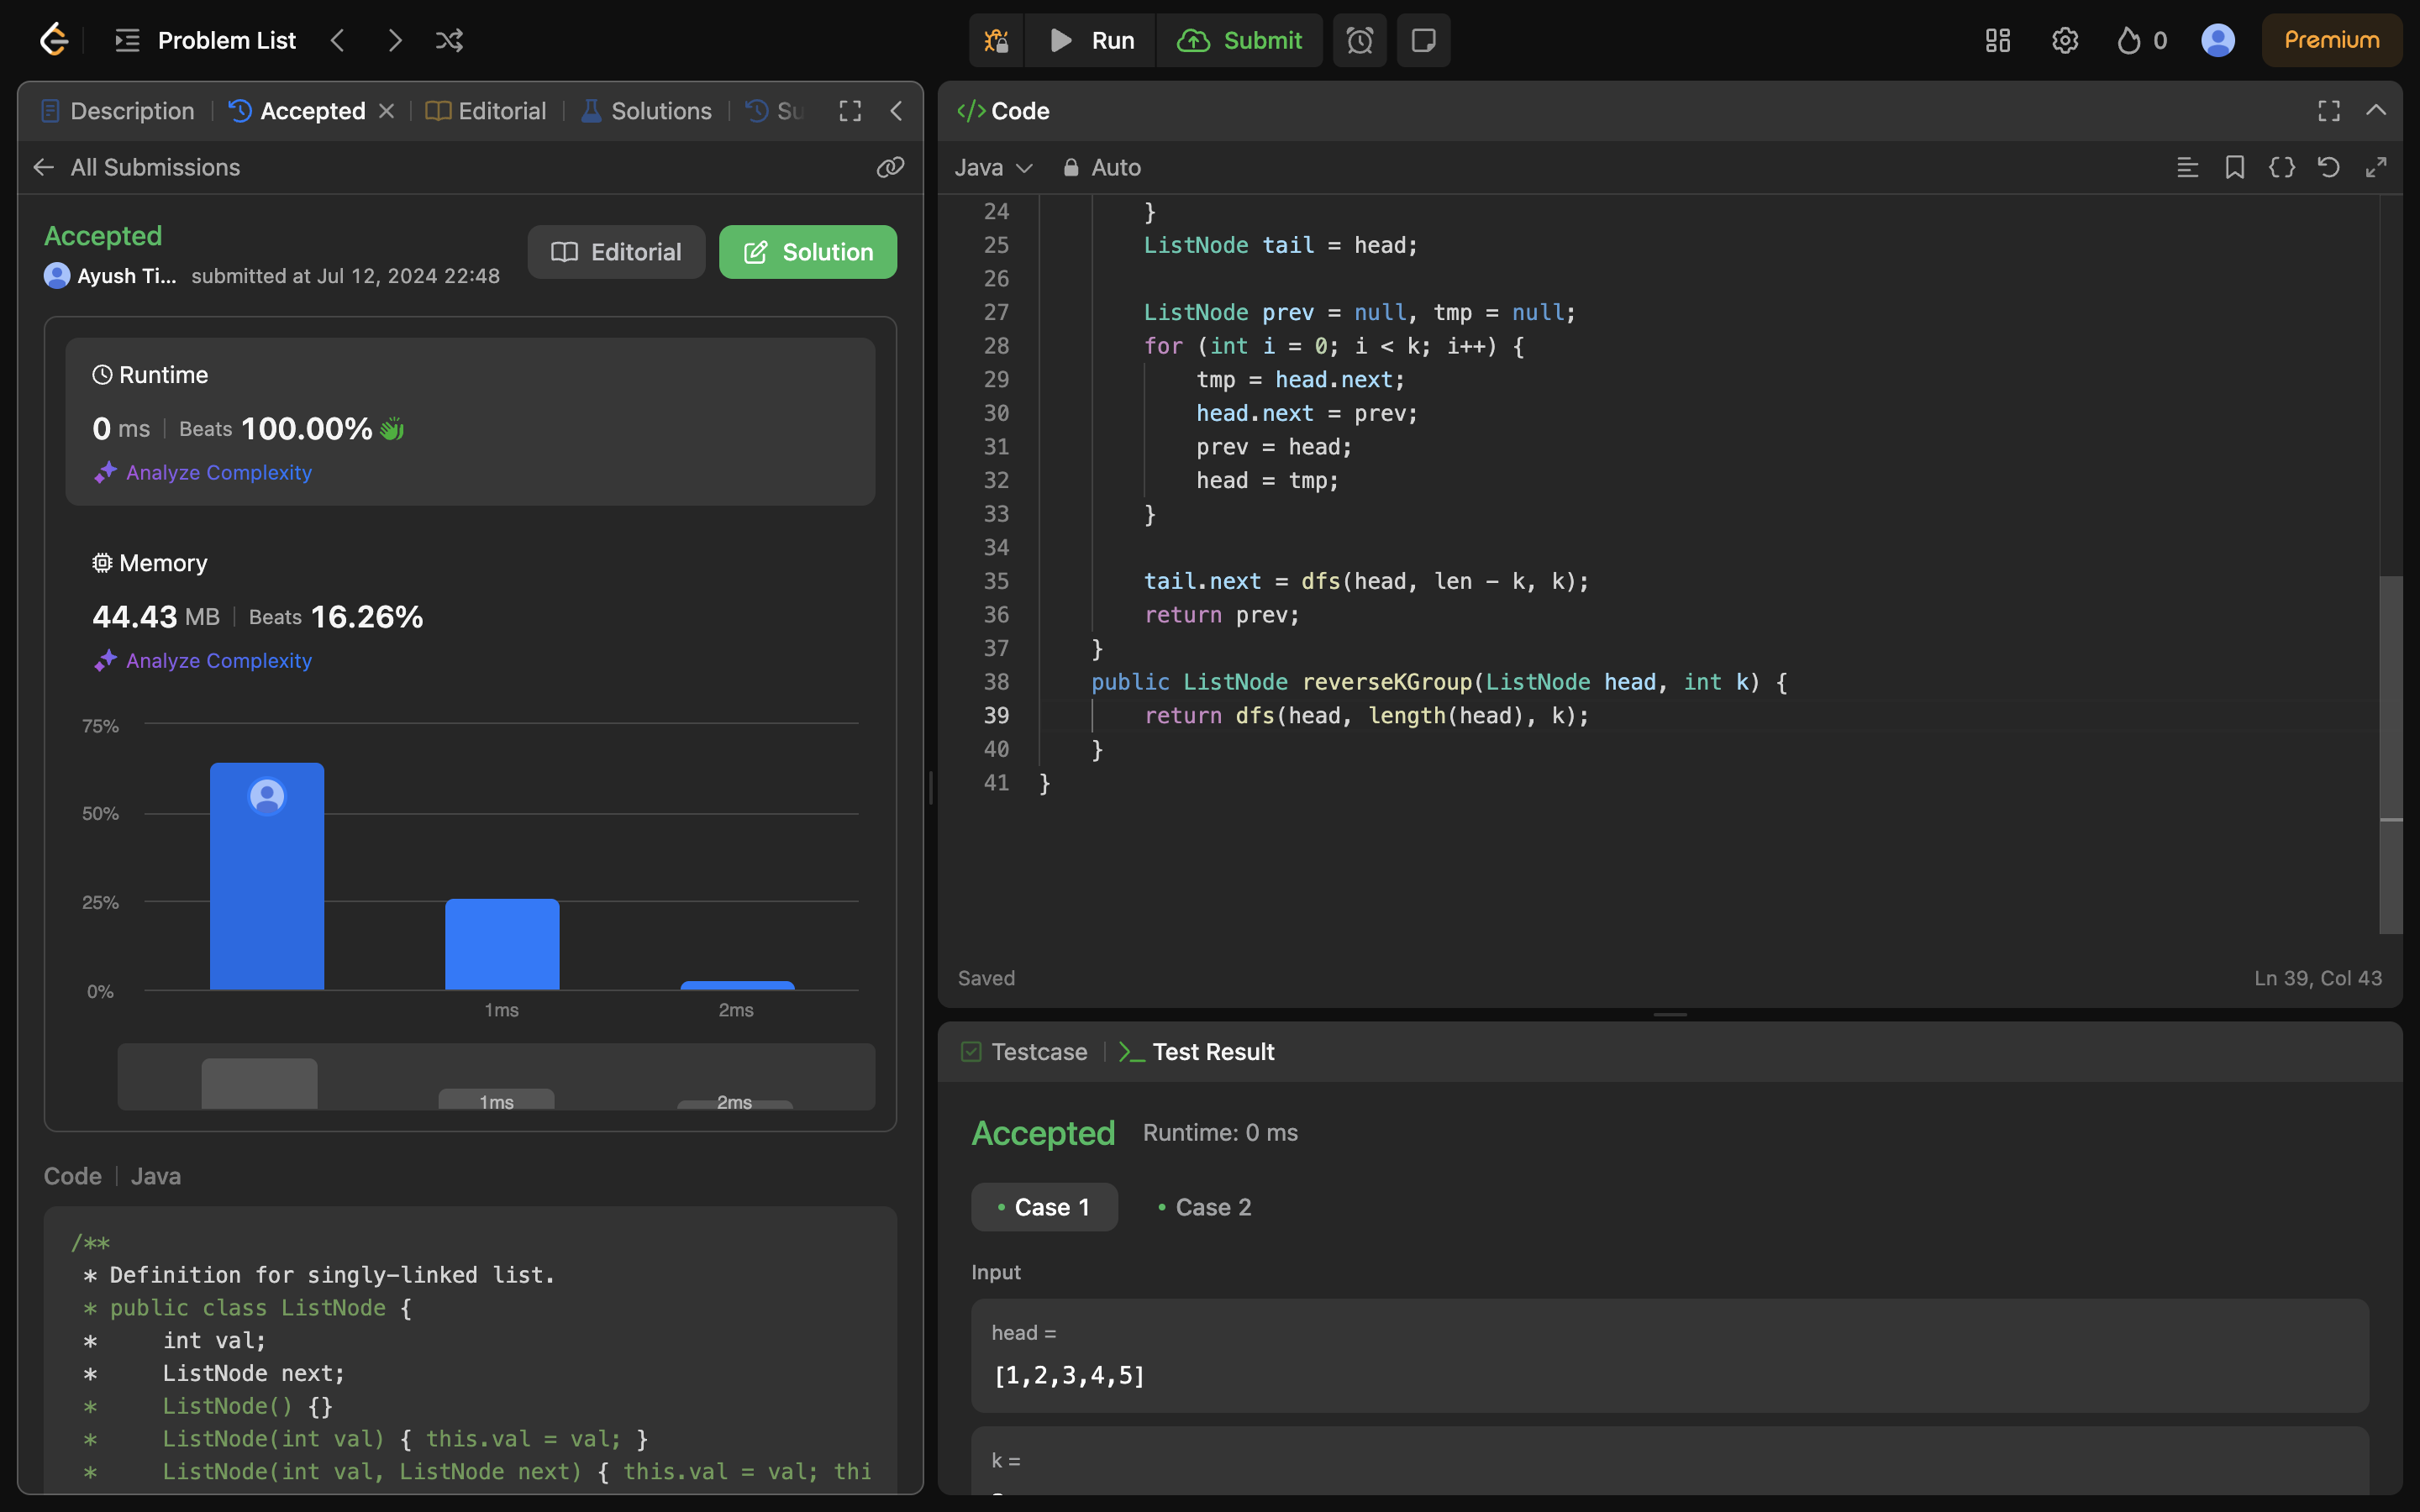 Problem List
Run
Submit
0
Premium
Description
Accepted
Editorial
Solutions
Su
All Submissions
Accepted
Ayush Ti... submitted at Jul 12, 2024 22:48
Editorial
Solution
Runtime
0 ms | Beats 100.00%
Analyze Complexity
Memory
44.43 MB | Beats 16.26%
Analyze Complexity
75%
50%
25%
0%
1ms
2ms
1ms
2ms
Code | Java
/**
 * Definition for singly-linked list.
 * public class ListNode {
 *     int val;
 *     ListNode next;
 *     ListNode() {}
 *     ListNode(int val) { this.val = val; }
 *     ListNode(int val, ListNode next) { this.val = val; thi
</> Code
Java
Auto
24         }
25         ListNode tail = head;
26
27         ListNode prev = null, tmp = null;
28         for (int i = 0; i < k; i++) {
29             tmp = head.next;
30             head.next = prev;
31             prev = head;
32             head = tmp;
33         }
34
35         tail.next = dfs(head, len - k, k);
36         return prev;
37     }
38     public ListNode reverseKGroup(ListNode head, int k) {
39         return dfs(head, length(head), k);
40     }
41 }
Saved
Ln 39, Col 43
Testcase
Test Result
Accepted
Runtime: 0 ms
• Case 1
• Case 2
Input
head =
[1,2,3,4,5]
k =